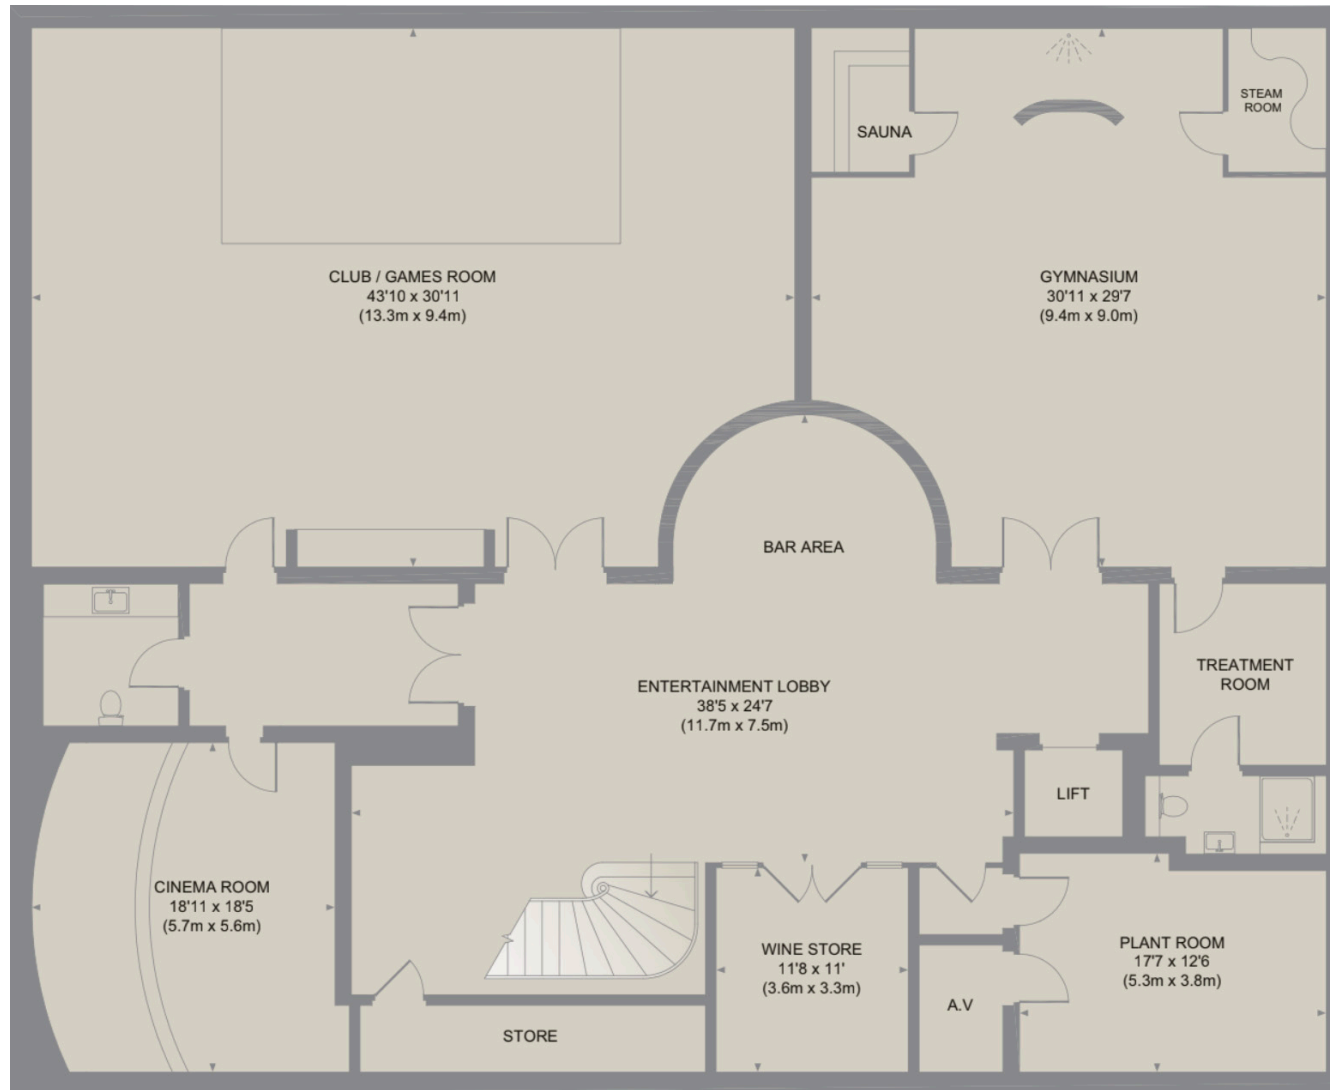 STEAM
ROOM
SAUNA
CLUB / GAMES ROOM
43'10 x 30'11
(13.3m x 9.4m)
GYMNASIUM
30'11 x 29'7
(9.4m x 9.0m)
BAR AREA
ENTERTAINMENT LOBBY
38'5 x 24'7
(11.7m x 7.5m)
TREATMENT
ROOM
LIFT
CINEMA ROOM
18'11 x 18'5
(5.7m x 5.6m)
WINE STORE
11'8 x 11'
(3.6m x 3.3m)
PLANT ROOM
17'7 x 12'6
(5.3m x 3.8m)
A.V
STORE